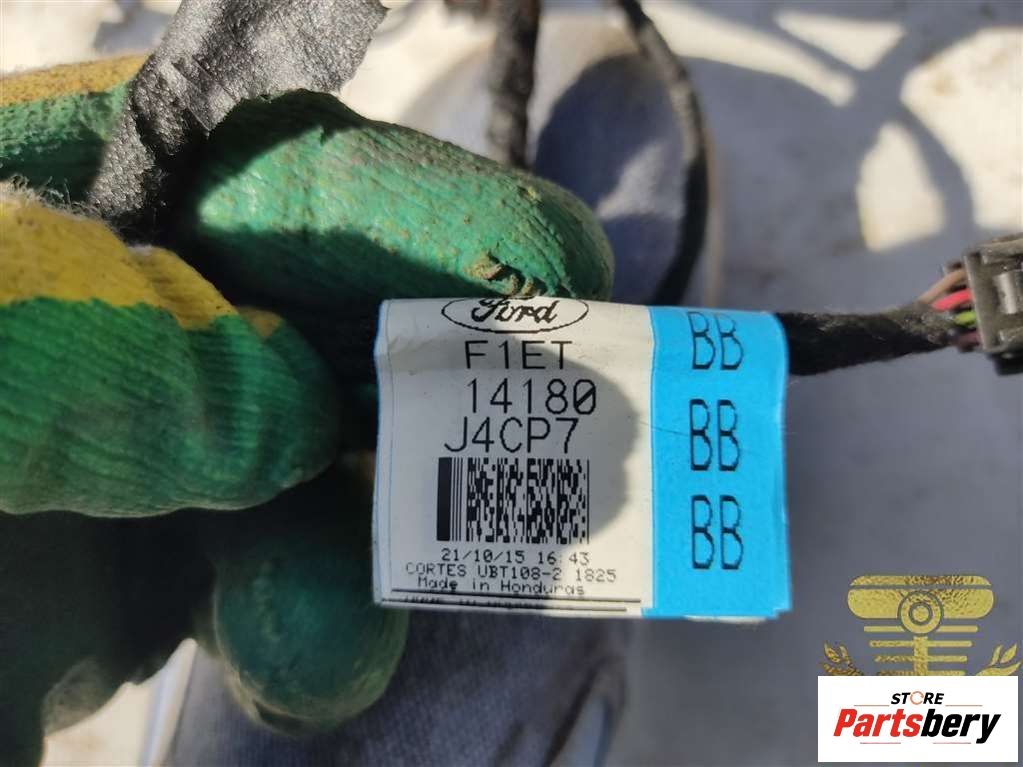 Ford
F1ET
14180
J4CP7
21/10/15 16:43
CORTES UBT108-2 1825
Made in Honduras
BB
BB
BB
STORE
Partsbery